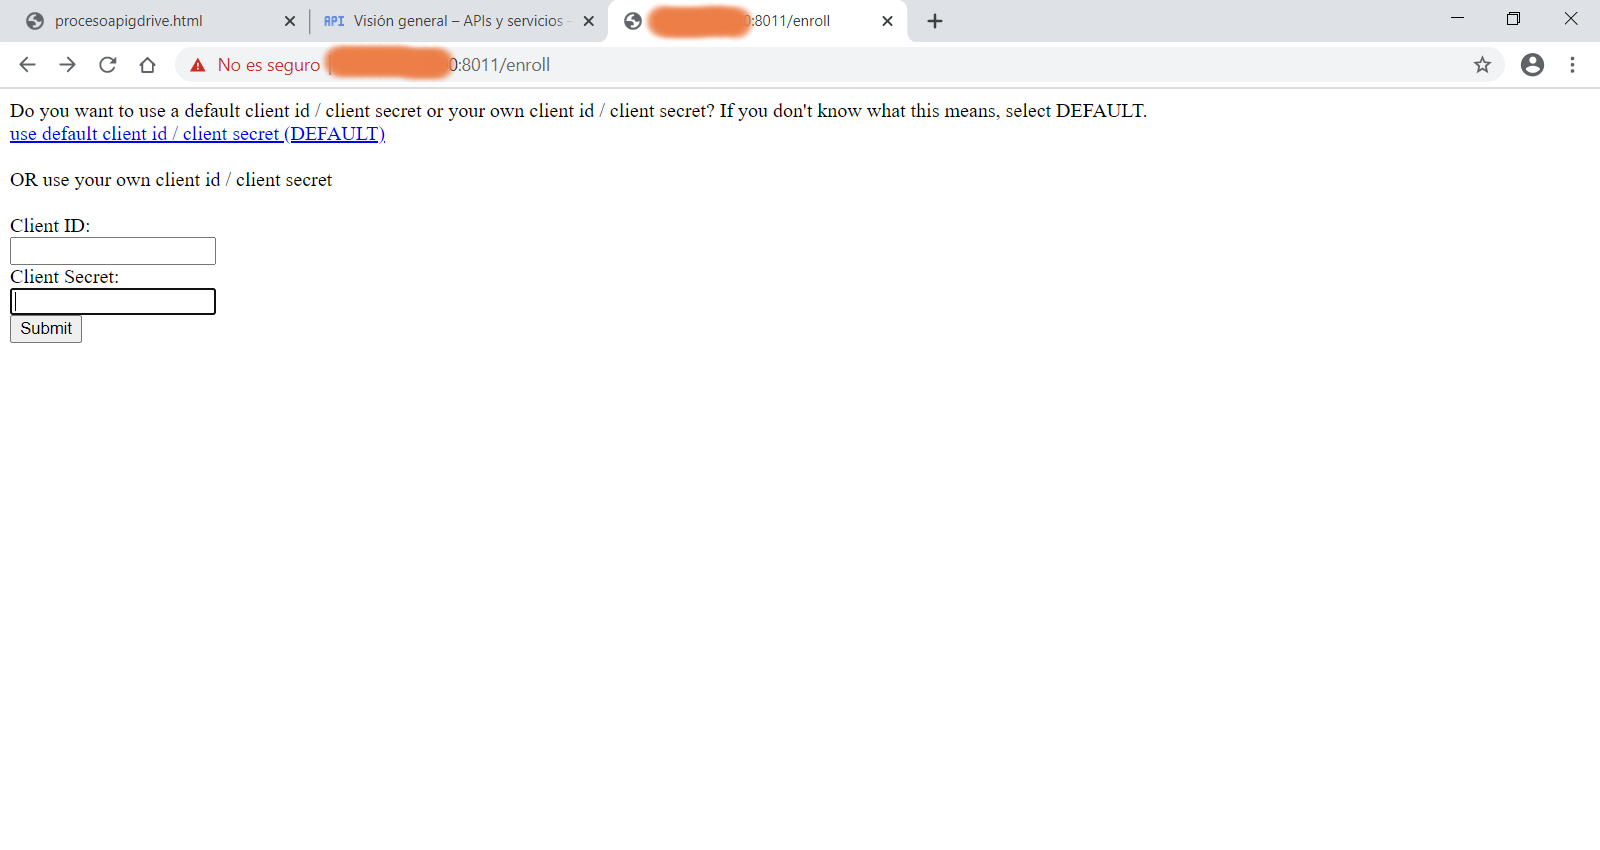 procesoapigdrive.html
API Visión general – APIs y servicios -
0:8011/enroll
No es seguro 0:8011/enroll
Do you want to use a default client id / client secret or your own client id / client secret? If you don't know what this means, select DEFAULT.
use default client id / client secret (DEFAULT)
OR use your own client id / client secret
Client ID:
Client Secret:
Submit